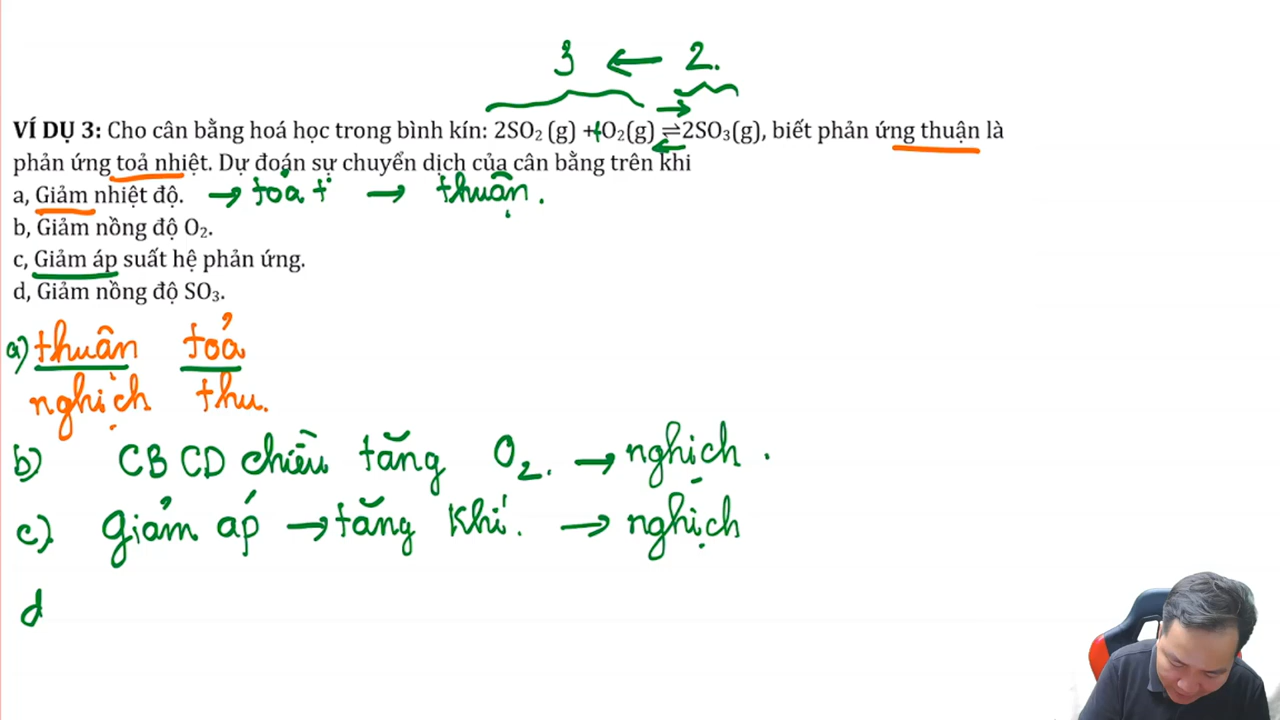 3 ← 2.
VÍ DỤ 3: Cho cân bằng hoá học trong bình kín: 2SO₂ (g) + O₂(g) ⇌ 2SO₃(g), biết phản ứng thuận là
phản ứng toả nhiệt. Dự đoán sự chuyển dịch của cân bằng trên khi
a, Giảm nhiệt độ. → toả t° → thuận.
b, Giảm nồng độ O₂.
c, Giảm áp suất hệ phản ứng.
d, Giảm nồng độ SO₃.
a) thuận toả
nghịch thu.
b) CB CD chiều tăng O₂. → nghịch.
c) giảm áp → tăng khí. → nghịch
d